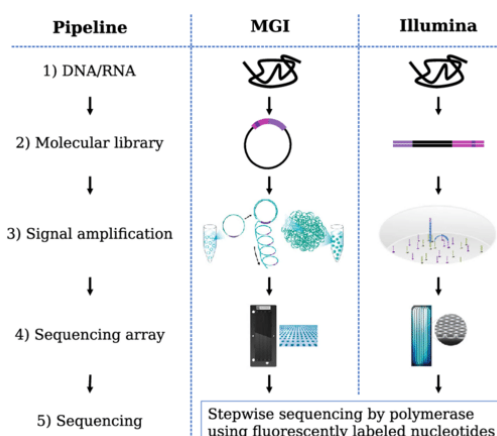 Pipeline MGI Illumina
1) DNA/RNA
2) Molecular library
3) Signal amplification
4) Sequencing array
5) Sequencing
Stepwise sequencing by polymerase
using fluorescently labeled nucleotides